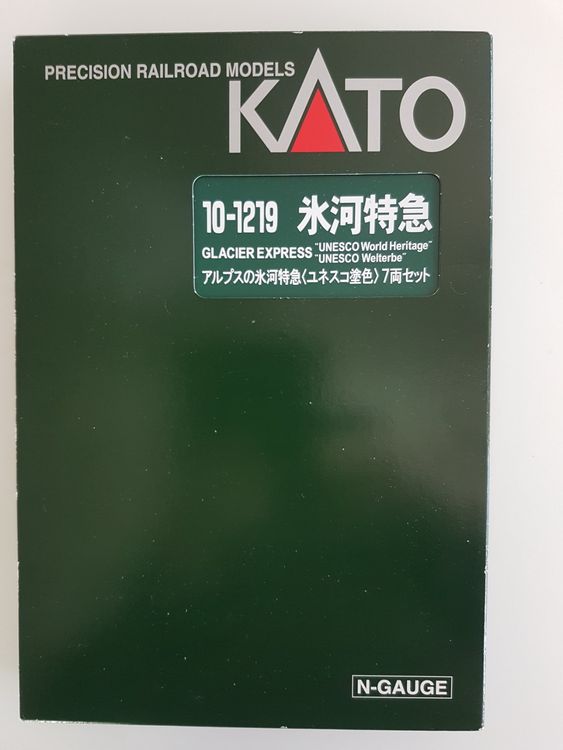 PRECISION RAILROAD MODELS
KATO
10-1219 氷河特急
GLACIER EXPRESS "UNESCO World Heritage"
"UNESCO Welterbe"
アルプスの氷河特急〈ユネスコ塗色〉7両セット
N-GAUGE